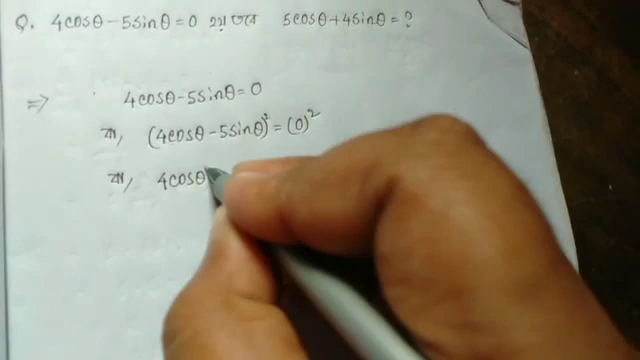 Q. 4cosθ-5sinθ=0 হয় তবে 5cosθ+4sinθ=?
⇒ 4cosθ-5sinθ=0
বা, (4cosθ-5sinθ)²=(0)²
বা, 4cosθ